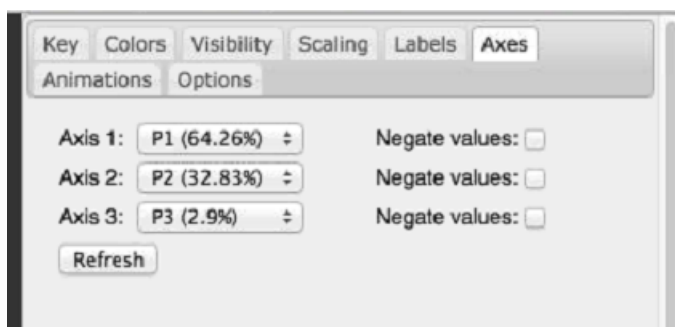 Key Colors Visibility Scaling Labels Axes
Animations Options
Axis 1: P1 (64.26%) Negate values:
Axis 2: P2 (32.83%) Negate values:
Axis 3: P3 (2.9%) Negate values:
Refresh